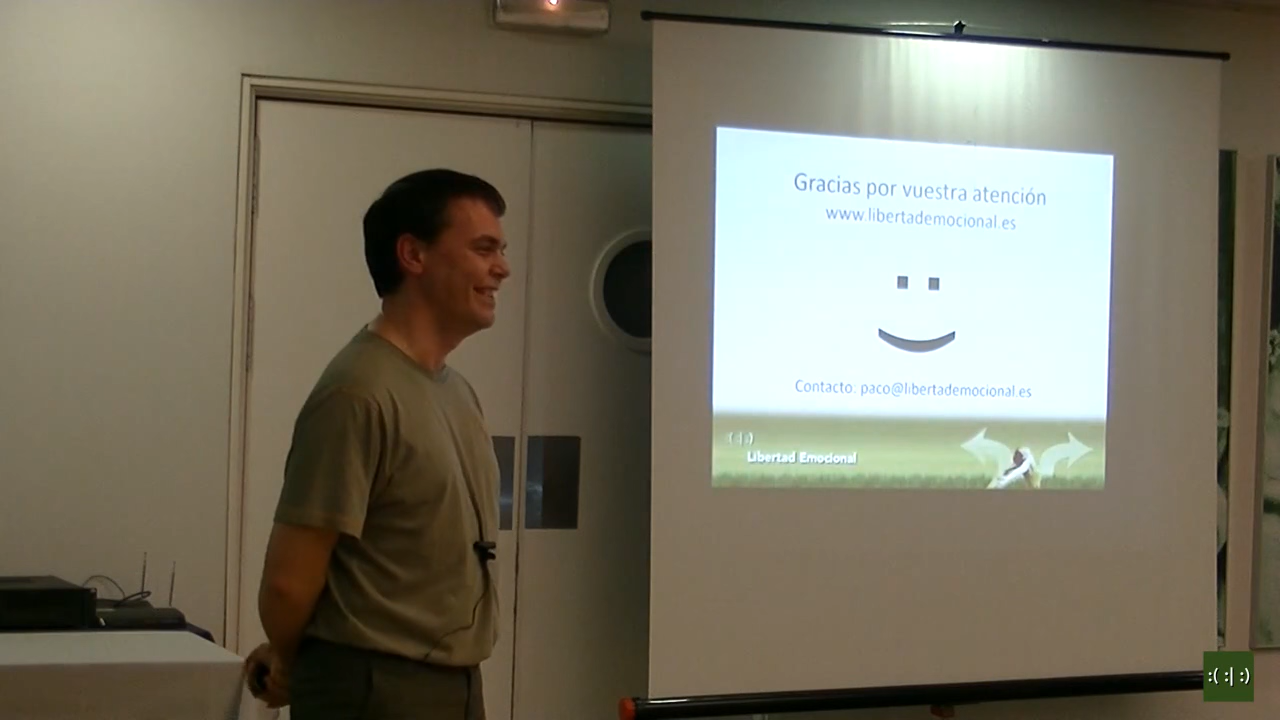 Gracias por vuestra atención
www.libertademocional.es
Contacto: paco@libertademocional.es
(:|:)
Libertad Emocional
:( :| :)